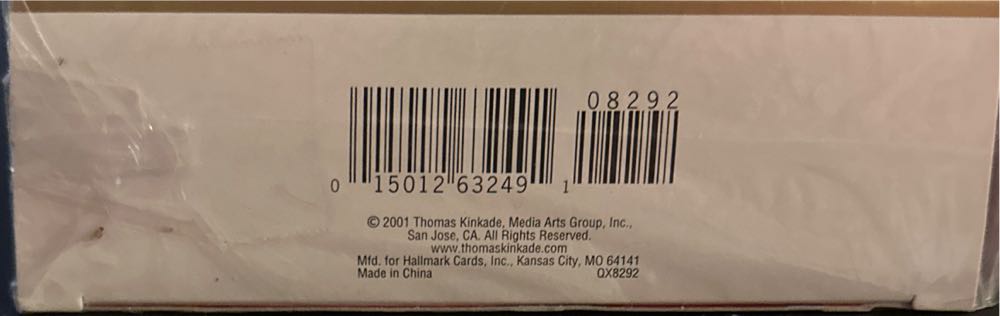 08292
0 15012 63249 1
© 2001 Thomas Kinkade, Media Arts Group, Inc.,
San Jose, CA. All Rights Reserved.
www.thomaskinkade.com
Mfd. for Hallmark Cards, Inc., Kansas City, MO 64141
Made in China QX8292